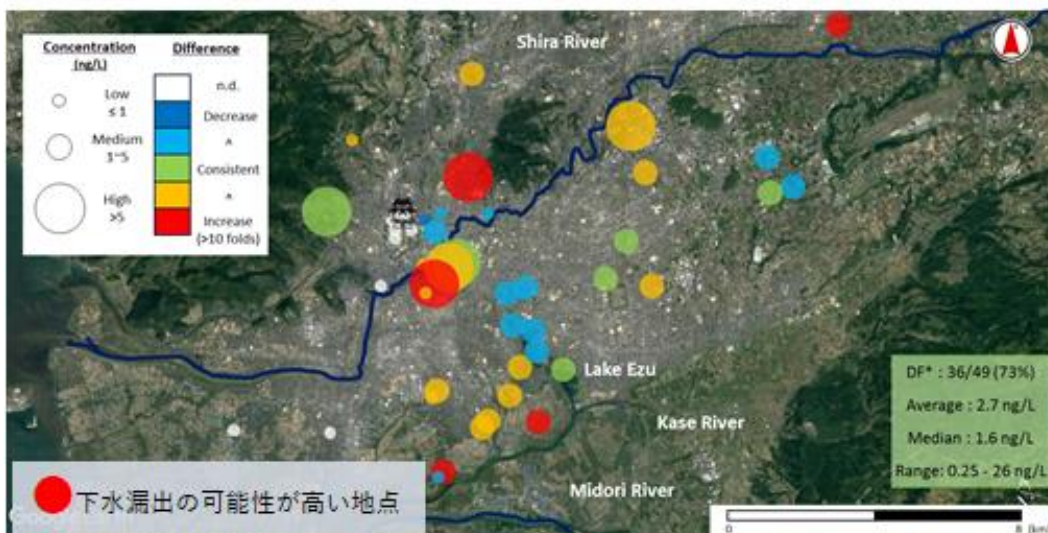 Shira River
Concentration
(ng/L)
Difference
Low
≤ 1
Medium
1~5
High
>5
n.d.
Decrease
^
Consistent
^
Increase
(>10 folds)
Lake Ezu
Kase River
Midori River
DF* : 36/49 (73%)
Average : 2.7 ng/L
Median : 1.6 ng/L
Range: 0.25 - 26 ng/L
下水漏出の可能性が高い地点
0
8 (km)